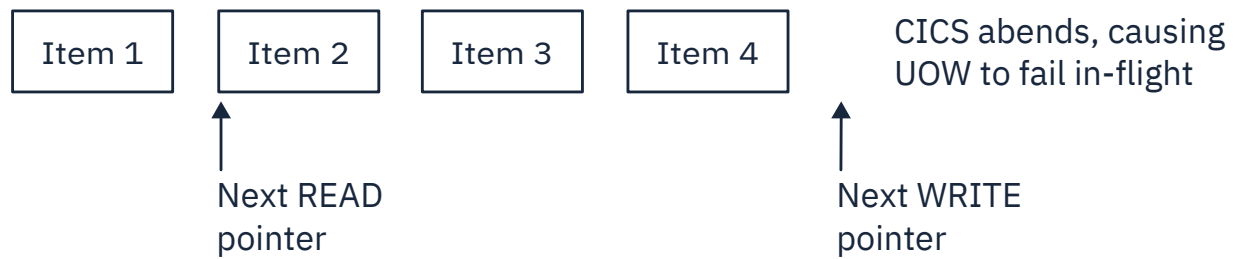 Item 1
Item 2
Item 3
Item 4
CICS abends, causing
UOW to fail in-flight
Next READ
pointer
Next WRITE
pointer